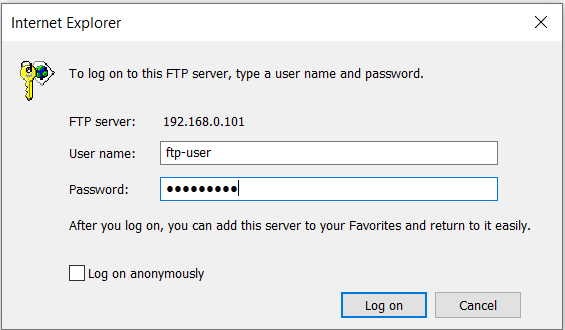 Internet Explorer
To log on to this FTP server, type a user name and password.
FTP server: 192.168.0.101
User name: ftp-user
Password: ●●●●●●●●●
After you log on, you can add this server to your Favorites and return to it easily.
Log on anonymously
Log on Cancel